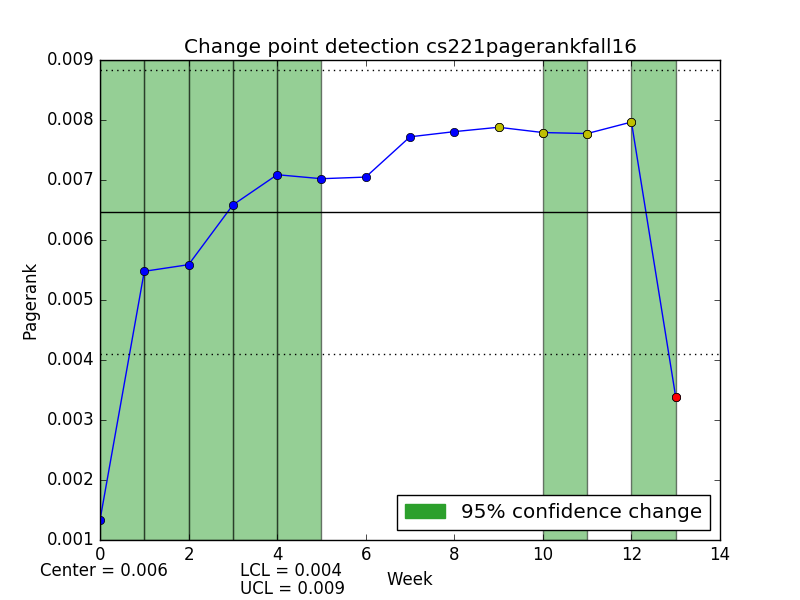 Change point detection cs221pagerankfall16
0.009
0.008
0.007
0.006
0.005
0.004
0.003
0.002
0.001
Pagerank
95% confidence change
0 2 4 6 8 10 12 14
Center = 0.006 LCL = 0.004
Week
UCL = 0.009